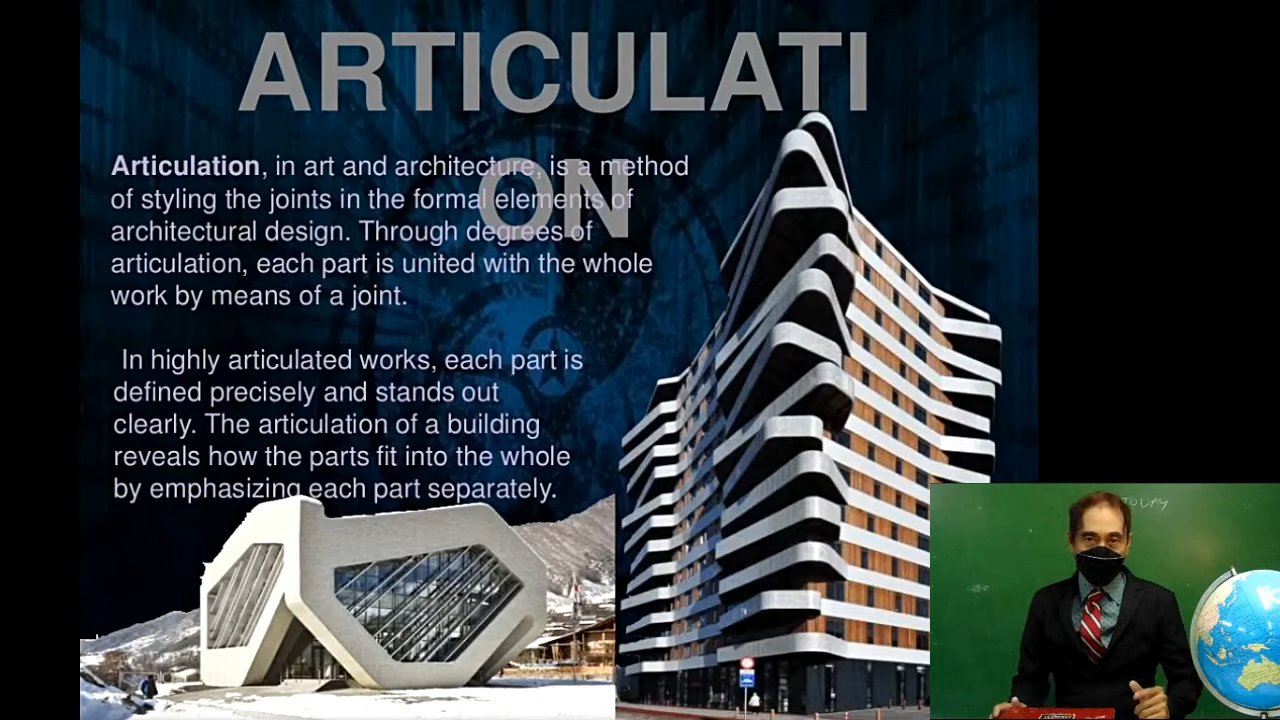 ARTICULATI
ON
Articulation, in art and architecture, is a method
of styling the joints in the formal elements of
architectural design. Through degrees of
articulation, each part is united with the whole
work by means of a joint.
In highly articulated works, each part is
defined precisely and stands out
clearly. The articulation of a building
reveals how the parts fit into the whole
by emphasizing each part separately.
TODAY